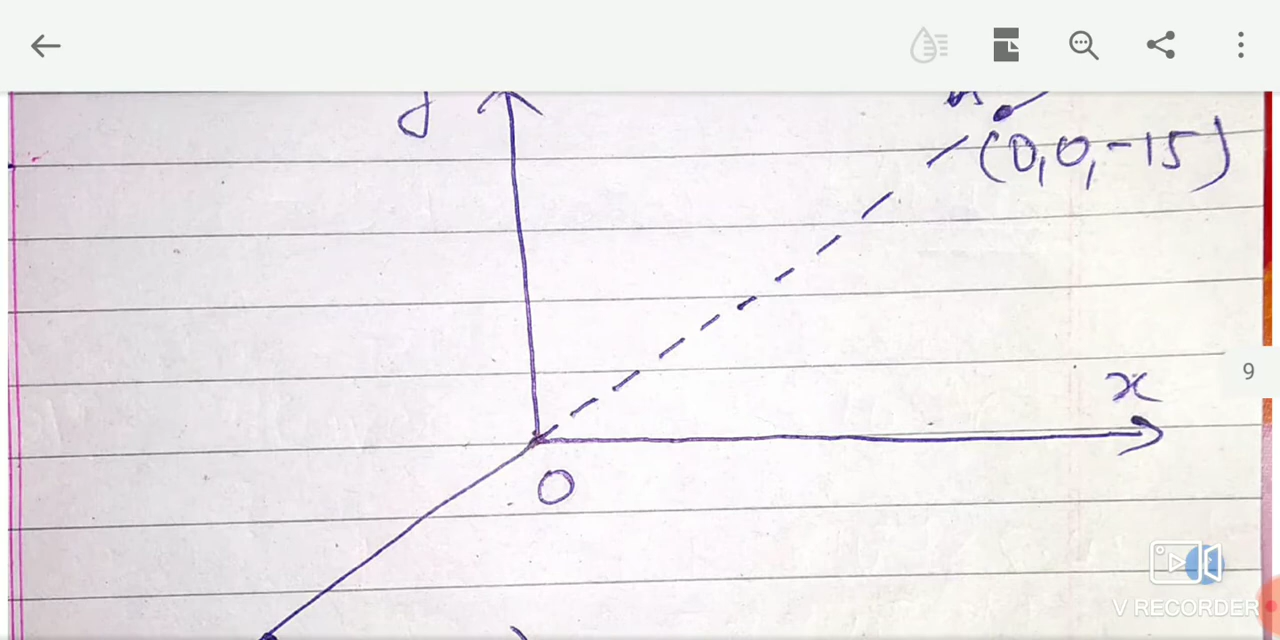 y
(0,0,-15)
x
9
O
V RECORDER